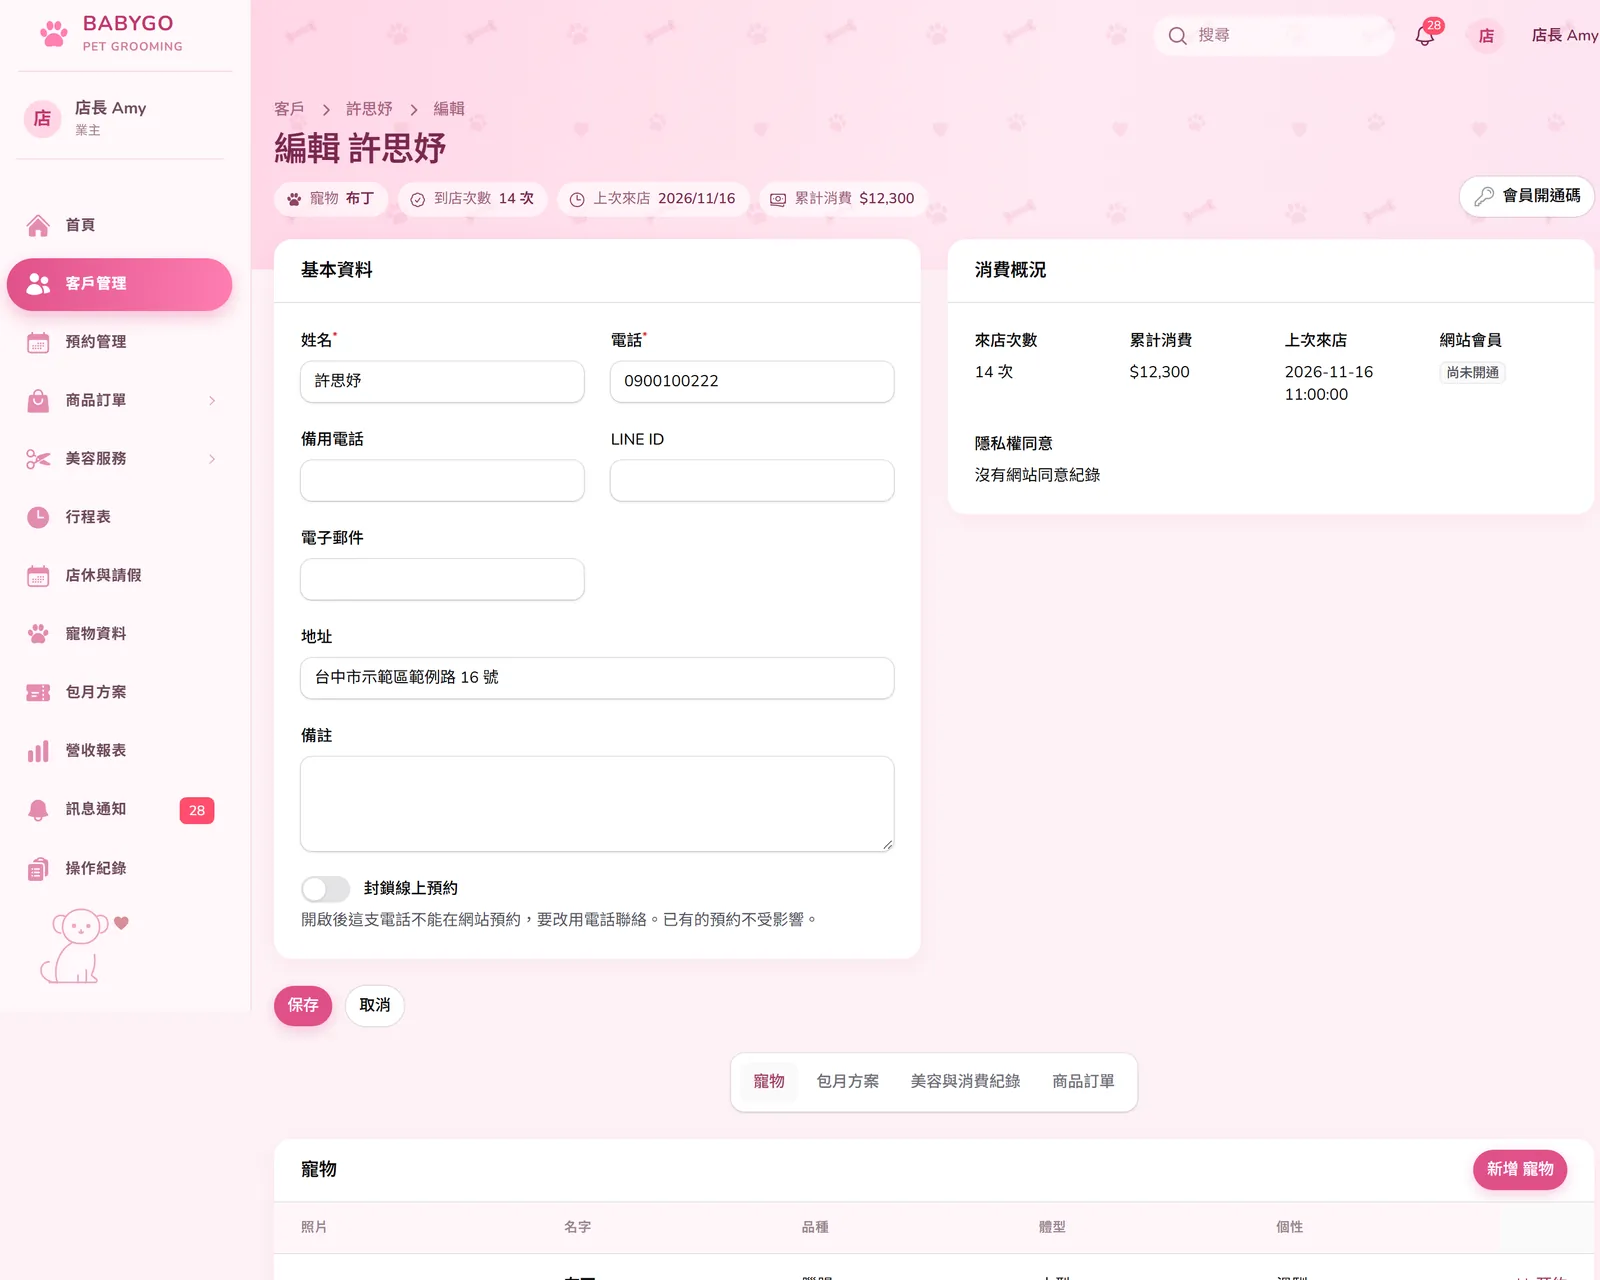 BABYGO
PET GROOMING
店
店長 Amy
業主
首頁
客戶管理
預約管理
商品訂單
美容服務
行程表
店休與請假
寵物資料
包月方案
營收報表
訊息通知
28
操作紀錄
搜尋
28
店
店長 Amy
客戶 > 許思妤 > 編輯
編輯 許思妤
寵物 布丁
到店次數 14 次
上次來店 2026/11/16
累計消費 $12,300
會員開通碼
基本資料
姓名*
電話*
許思妤
0900100222
備用電話
LINE ID
電子郵件
地址
台中市示範區範例路 16 號
備註
封鎖線上預約
開啟後這支電話不能在網站預約，要改用電話聯絡。已有的預約不受影響。
消費概況
來店次數
累計消費
上次來店
網站會員
14 次
$12,300
2026-11-16
11:00:00
尚未開通
隱私權同意
沒有網站同意紀錄
保存
取消
寵物
包月方案
美容與消費紀錄
商品訂單
寵物
新增 寵物
照片
名字
品種
體型
個性